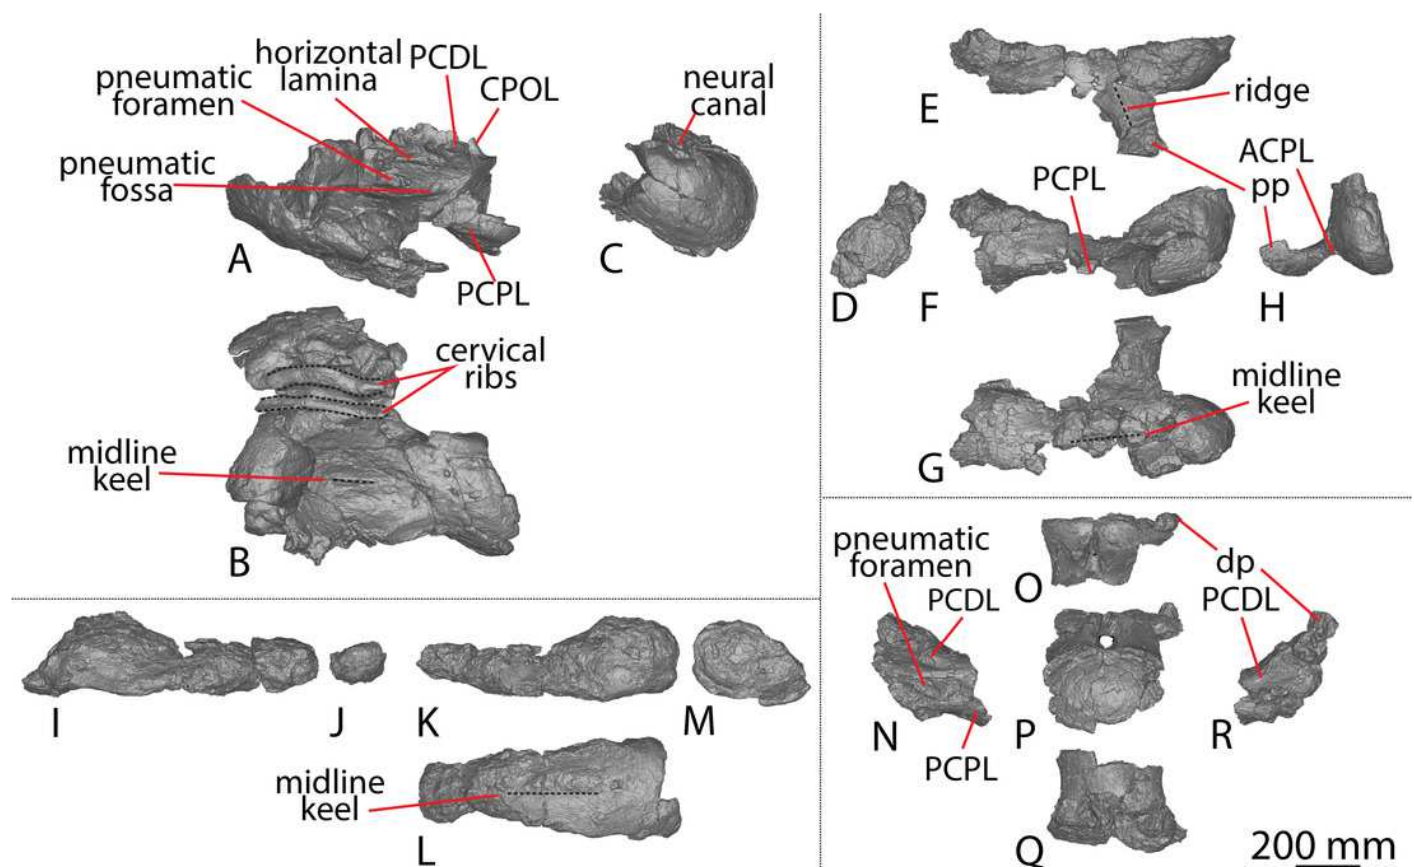 horizontal
lamina
PCDL
pneumatic
foramen
CPOL
pneumatic
fossa
A
PCPL
neural
canal
C
cervical
ribs
midline
keel
B
E
ridge
PCPL
ACPL
pp
D
F
H
midline
keel
G
I
J
K
M
midline
keel
L
pneumatic
foramen
PCDL
O
dp
PCDL
N
P
R
PCPL
Q
200 mm